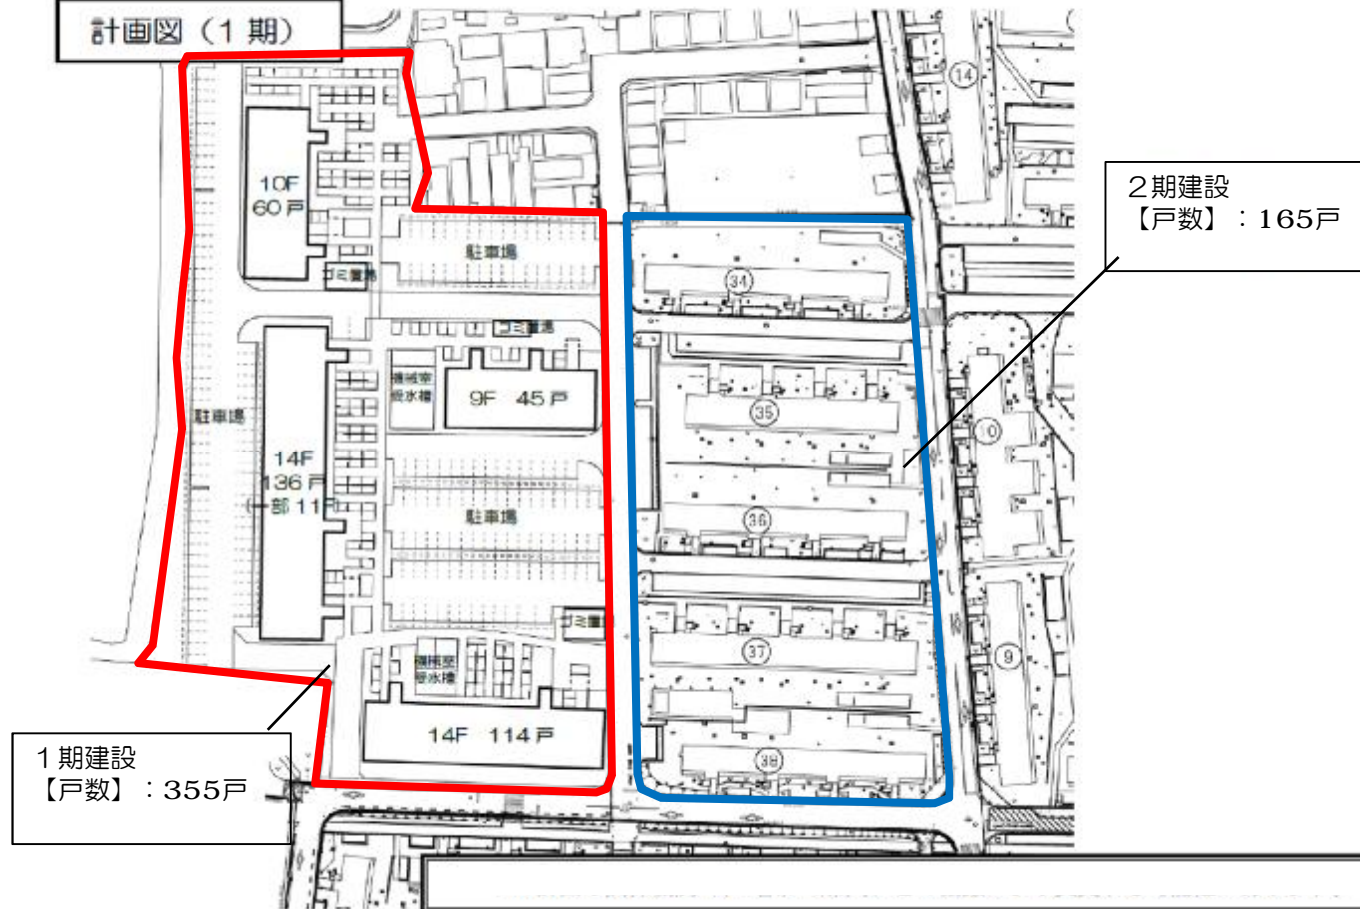 計画図（1期）
14
10F
60戸
2期建設
【戸数】：165戸
駐車場
ゴミ置場
34
ゴミ置場
機械室
受水槽
9F 45戸
35
駐車場
10
14F
136戸
(一部11F)
駐車場
36
ゴミ置場
機械室
受水槽
37
9
14F 114戸
38
1期建設
【戸数】：355戸